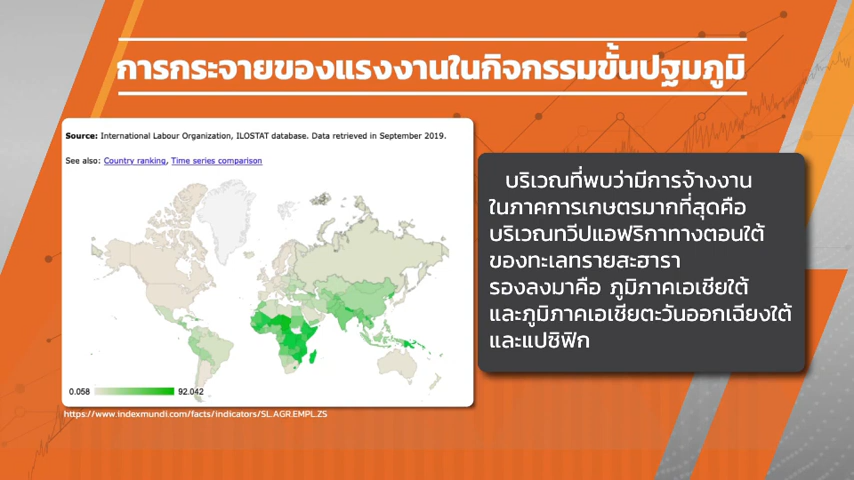 การกระจายของแรงงานในกิจกรรมขั้นปฐมภูมิ
Source: International Labour Organization, ILOSTAT database. Data retrieved in September 2019.
See also: Country ranking, Time series comparison
0.058
92.042
https://www.indexmundi.com/facts/indicators/SL.AGR.EMPL.ZS
บริเวณที่พบว่ามีการจ้างงาน
ในภาคการเกษตรมากที่สุดคือ
บริเวณทวีปแอฟริกาทางตอนใต้
ของทะเลทรายสะฮารา
รองลงมาคือ ภูมิภาคเอเชียใต้
และภูมิภาคเอเชียตะวันออกเฉียงใต้
และแปซิฟิก